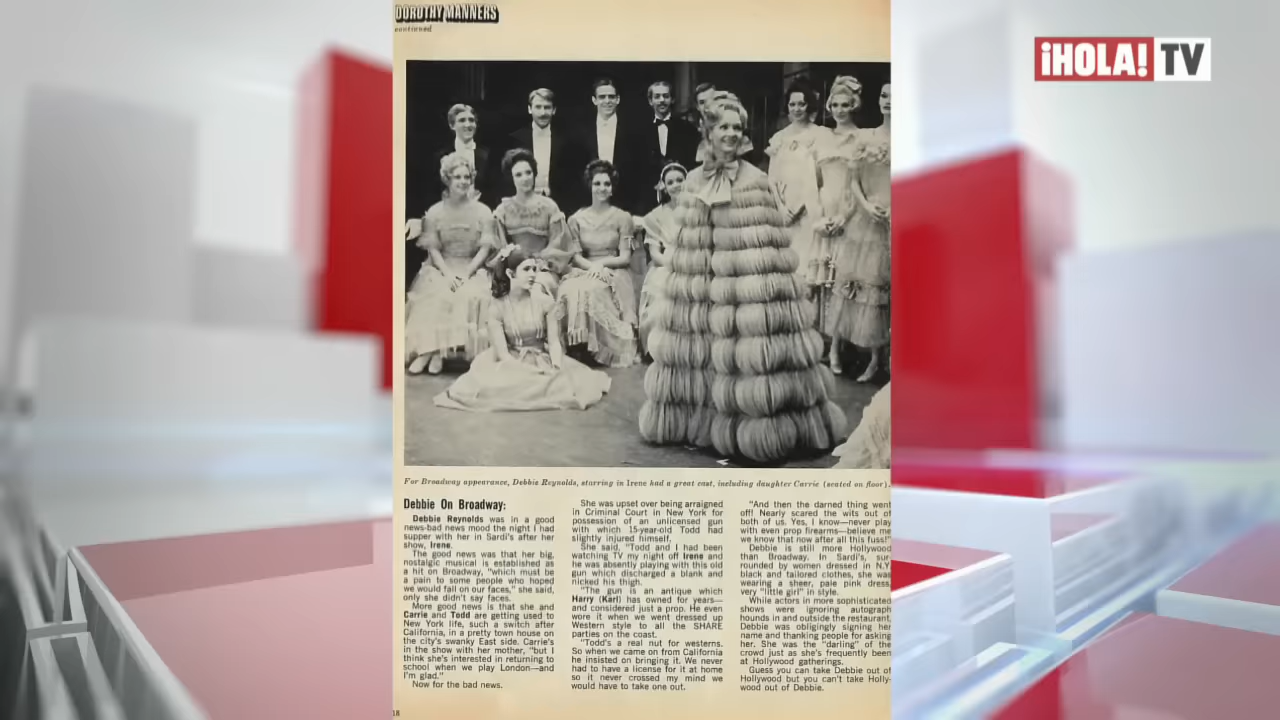 DOROTHY MANNERS
continued
¡HOLA! TV
For Broadway appearance, Debbie Reynolds, starring in Irene had a great cast, including daughter Carrie (seated on floor).
Debbie On Broadway:
Debbie Reynolds was in a good
news-bad news mood the night I had
supper with her in Sardi's after her
show, Irene.
The good news was that her big,
nostalgic musical is established as
a hit on Broadway, "which must be
a pain to some people who hoped
we would fall on our faces," she said,
only she didn't say faces.
More good news is that she and
Carrie and Todd are getting used to
New York life, such a switch after
California, in a pretty town house on
the city's swanky East side. Carrie's
in the show with her mother, "but I
think she's interested in returning to
school when we play London—and
I'm glad."
Now for the bad news.
She was upset over being arraigned
in Criminal Court in New York for
possession of an unlicensed gun
with which 15-year-old Todd had
slightly injured himself.
She said, "Todd and I had been
watching TV my night off Irene and
he was absently playing with this old
gun which discharged a blank and
nicked his thigh.
"The gun is an antique which
Harry (Karl) has owned for years—
and considered just a prop. He even
wore it when we went dressed up
Western style to all the SHARE
parties on the coast.
"Todd's a real nut for westerns.
So when we came on from California
he insisted on bringing it. We never
had to have a license for it at home
so it never crossed my mind we
would have to take one out.
"And then the darned thing went
off! Nearly scared the wits out of
both of us. Yes, I know—never play
with even prop firearms—believe me
we know that now after all this fuss!"
Debbie is still more Hollywood
than Broadway. In Sardi's, sur-
rounded by women dressed in N.Y.
black and tailored clothes, she was
wearing a sheer, pale pink dress,
very "little girl" in style.
While actors in more sophisticated
shows were ignoring autograph
hounds in and outside the restaurant,
Debbie was obligingly signing her
name and thanking people for asking
her. She was the "darling" of the
crowd just as she's frequently been
at Hollywood gatherings.
Guess you can take Debbie out of
Hollywood but you can't take Holly-
wood out of Debbie.
18